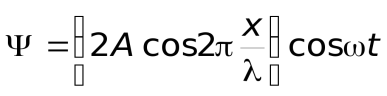 Ψ = ( 2A cos2π x/λ ) cosωt